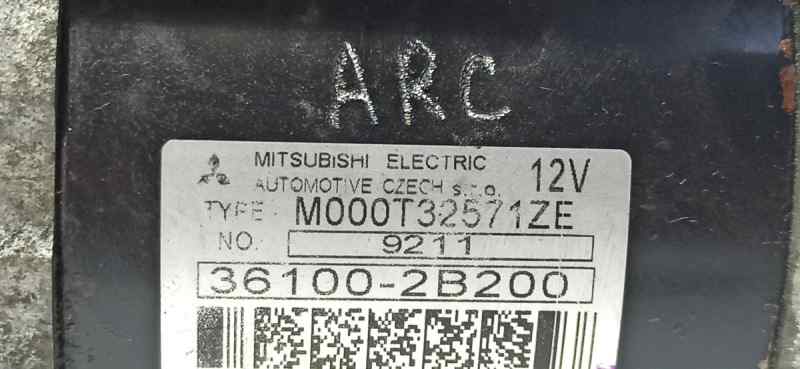 ARC
MITSUBISHI ELECTRIC
AUTOMOTIVE CZECH s.r.o. 12V
TYPE M000T32571ZE
NO. 9211
36100-2B200